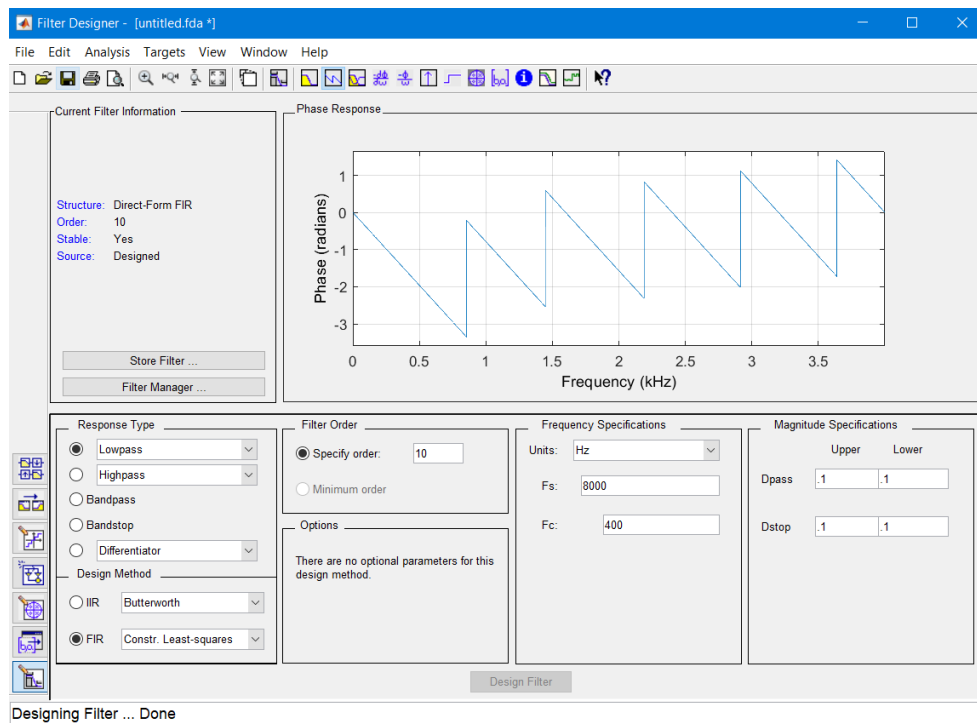 Filter Designer - [untitled.fda *]
File Edit Analysis Targets View Window Help
Current Filter Information
Structure: Direct-Form FIR
Order: 10
Stable: Yes
Source: Designed
Store Filter ...
Filter Manager ...
Phase Response
1
0
-1
-2
-3
Phase (radians)
0 0.5 1 1.5 2 2.5 3 3.5
Frequency (kHz)
Response Type
Lowpass
Highpass
Bandpass
Bandstop
Differentiator
Design Method
IIR Butterworth
FIR Constr. Least-squares
Filter Order
Specify order: 10
Minimum order
Options
There are no optional parameters for this
design method.
Frequency Specifications
Units: Hz
Fs: 8000
Fc: 400
Magnitude Specifications
Upper Lower
Dpass .1 .1
Dstop .1 .1
Design Filter
Designing Filter ... Done